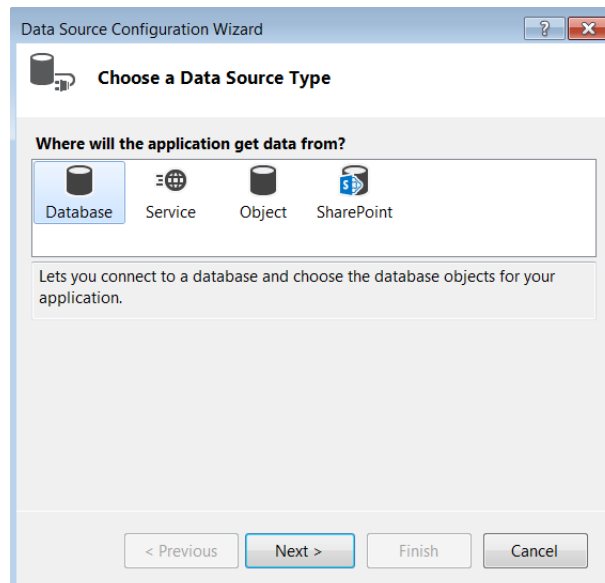 Data Source Configuration Wizard
Choose a Data Source Type
Where will the application get data from?
Database Service Object SharePoint
Lets you connect to a database and choose the database objects for your
application.
< Previous Next > Finish Cancel